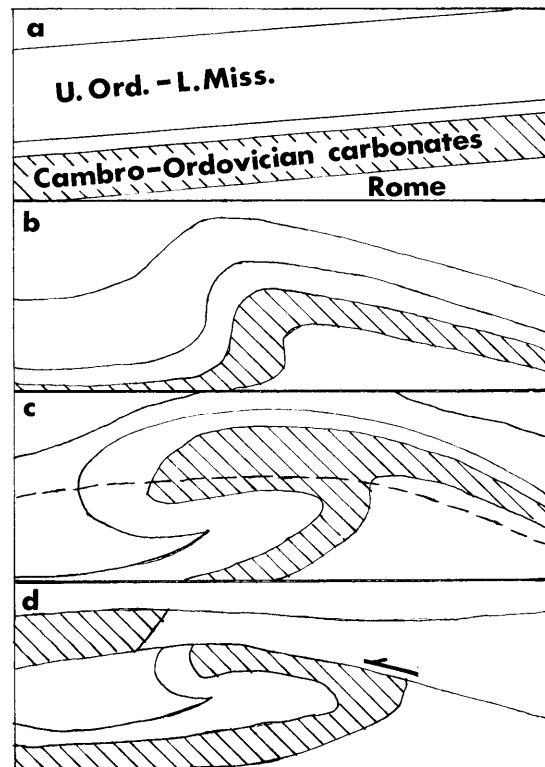 a
U. Ord. – L. Miss.
Cambro–Ordovician carbonates
Rome
b
c
d